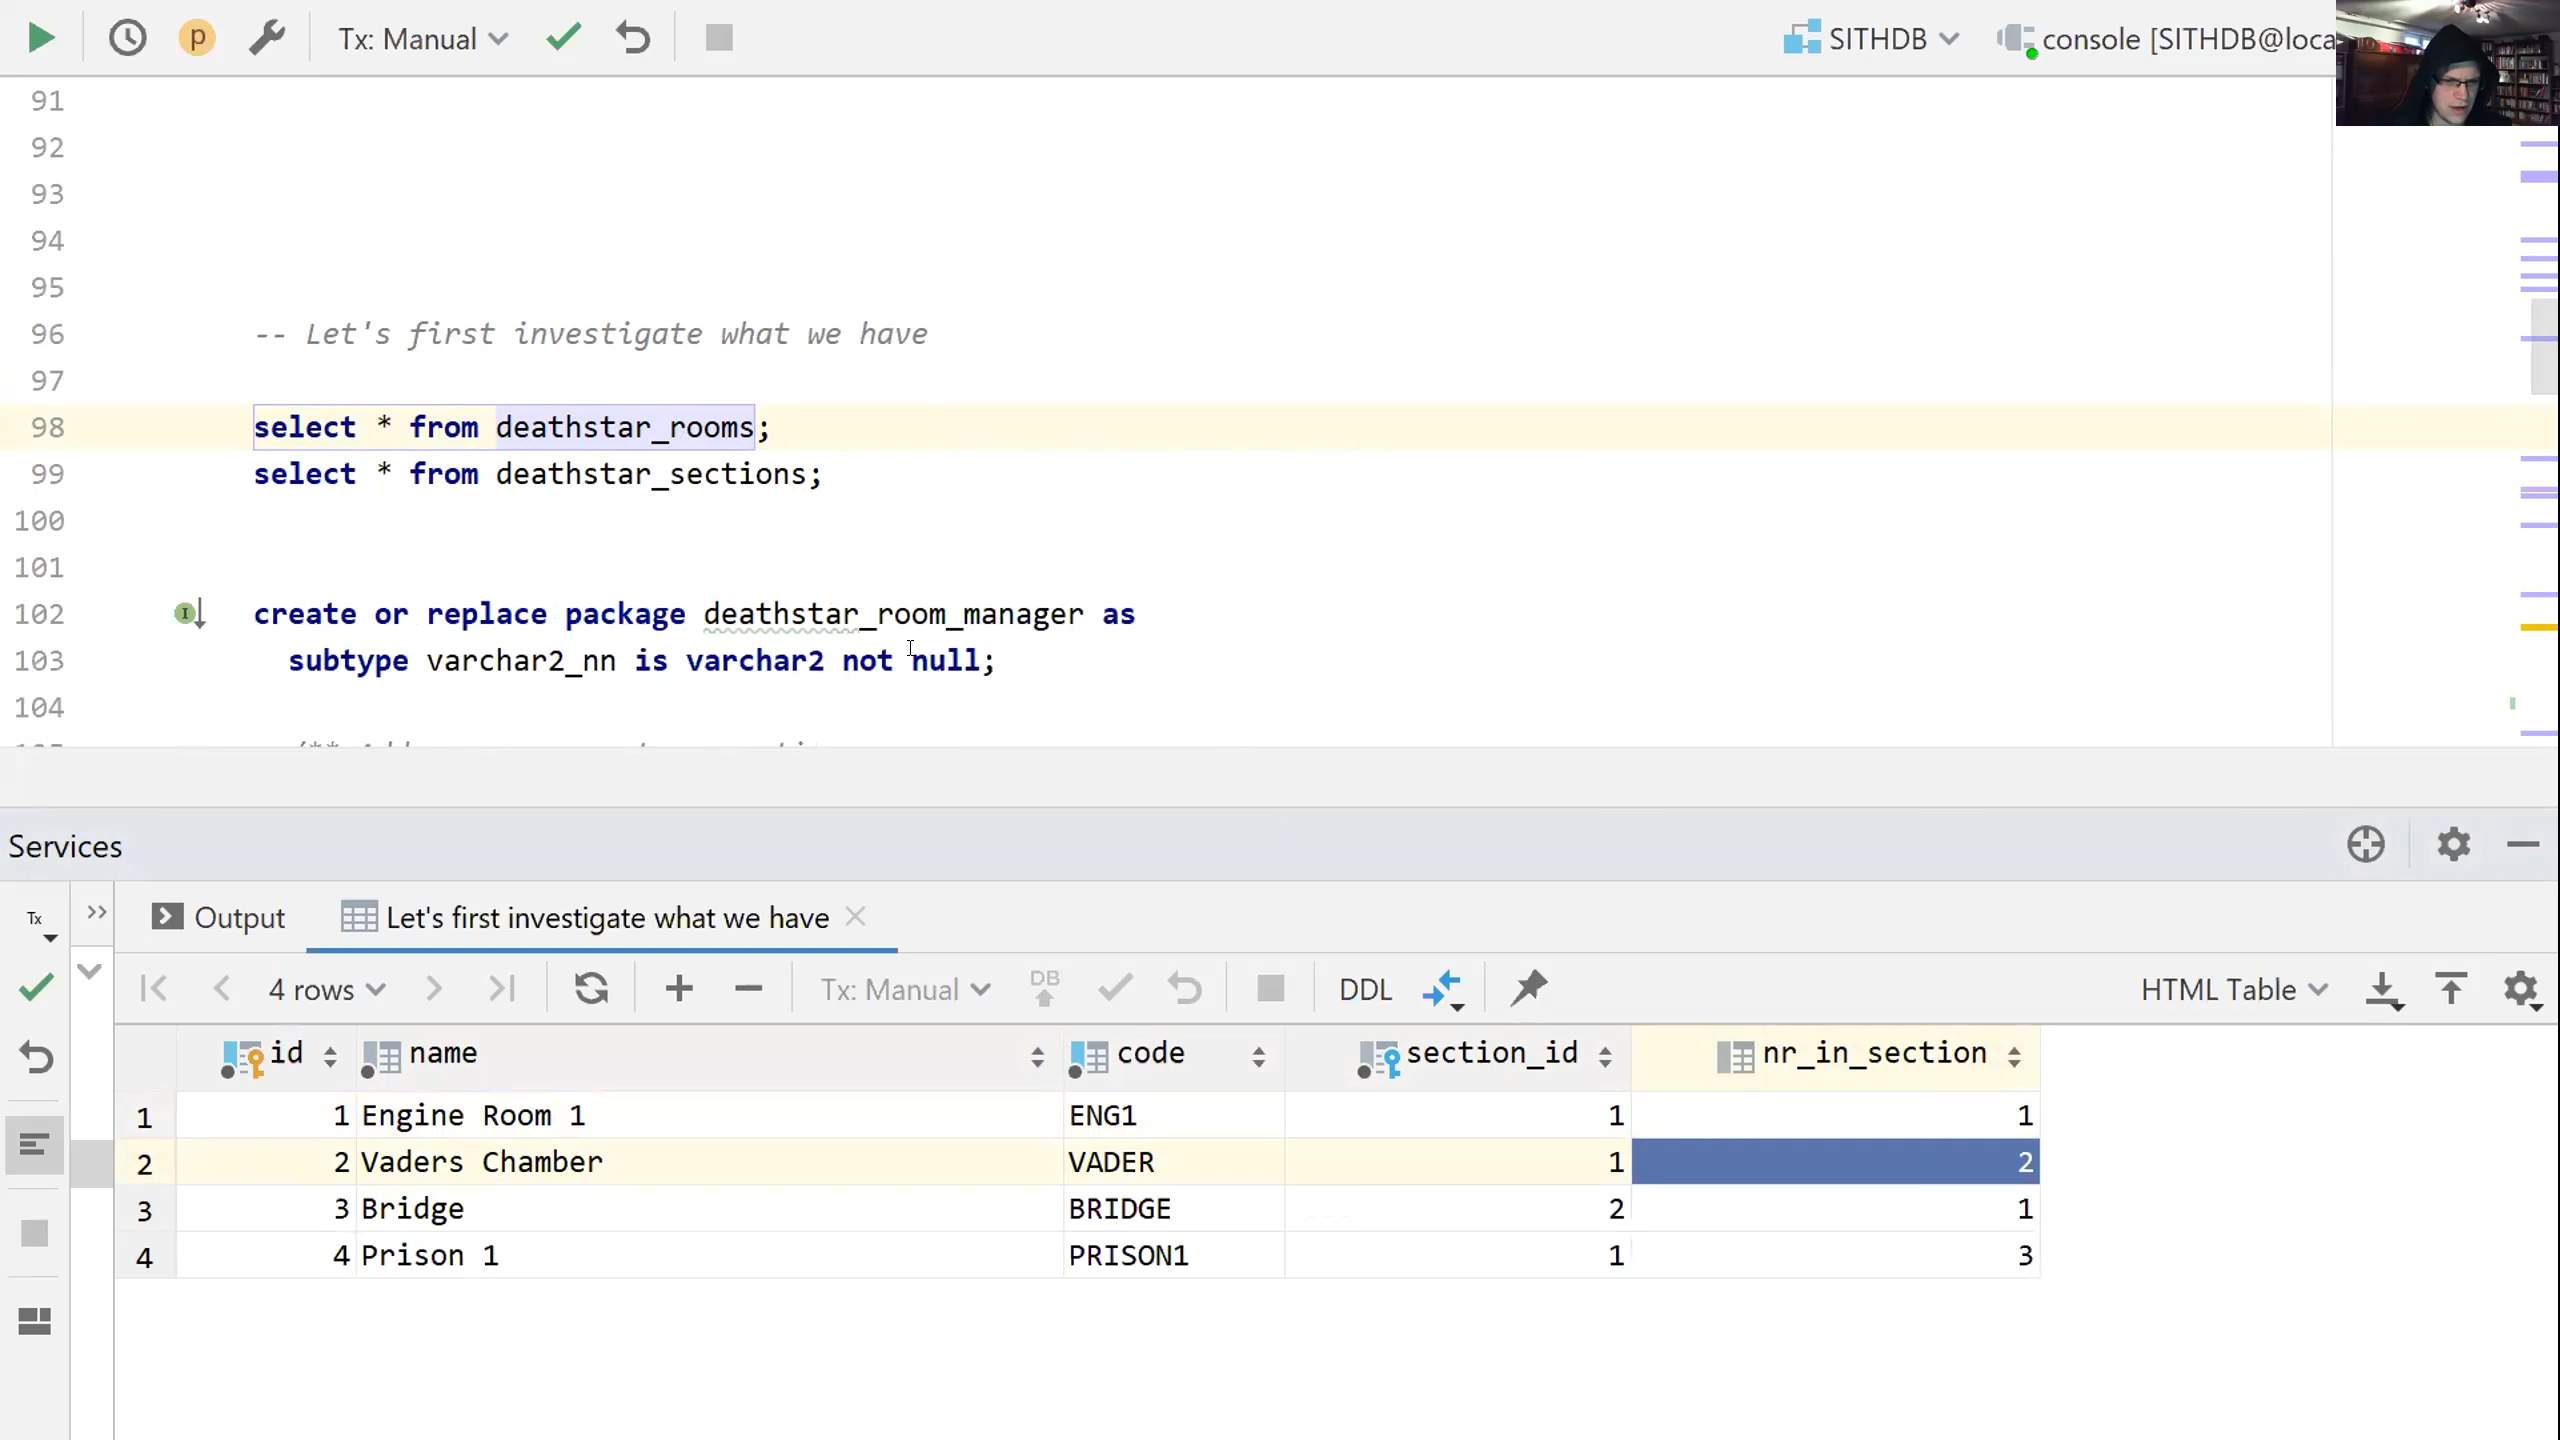 p Tx: Manual SITHDB console [SITHDB@loca
91
92
93
94
95
96 -- Let's first investigate what we have
97
98 select * from deathstar_rooms;
99 select * from deathstar_sections;
100
101
102 create or replace package deathstar_room_manager as
103 subtype varchar2_nn is varchar2 not null;
104
Services
Tx Output Let's first investigate what we have
4 rows Tx: Manual DB DDL HTML Table
id name code section_id nr_in_section
1 1 Engine Room 1 ENG1 1 1
2 2 Vaders Chamber VADER 1 2
3 3 Bridge BRIDGE 2 1
4 4 Prison 1 PRISON1 1 3